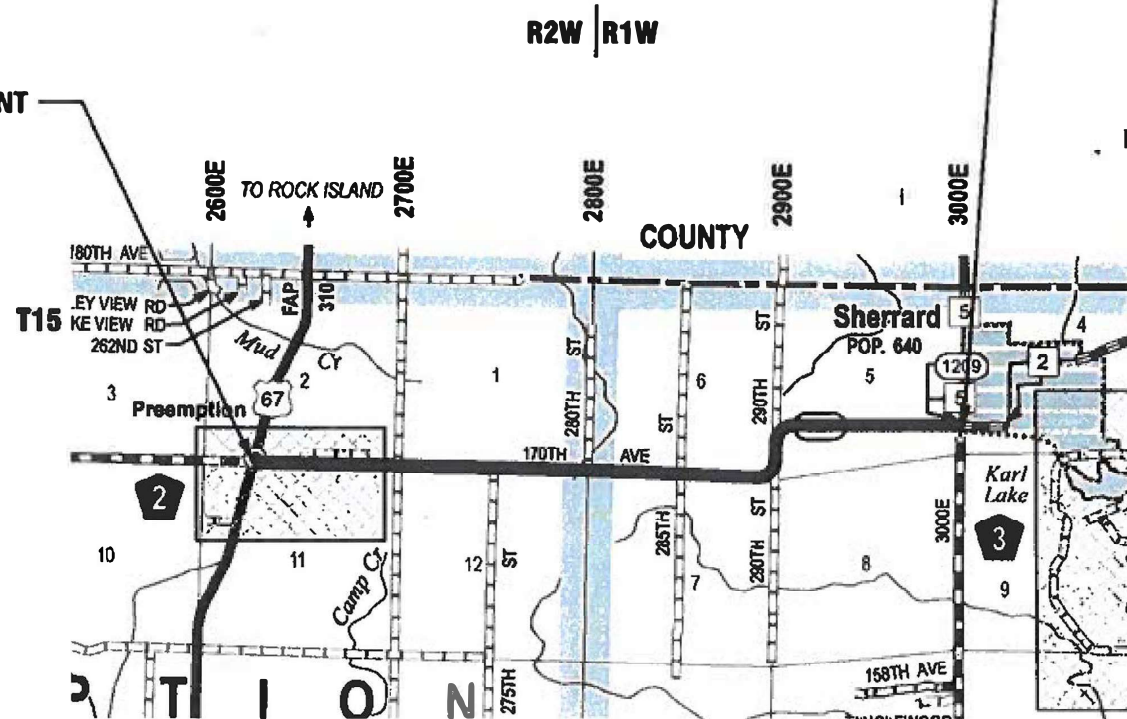 R2W R1W
NT
2600E
TO ROCK ISLAND
2700E
2800E
2900E
3000E
COUNTY
180TH AVE
FAP 310
EY VIEW RD
T15
KE VIEW RD
262ND ST
Mud Cr
Sherrard
5
POP. 640
4
3
2
1
6
5
1209
2
67
5
280TH ST
ST
290TH ST
Preemption
170TH AVE
2
Karl
Lake
3
10
11
12
ST
285TH
7
290TH ST
8
3000E
9
Camp Cr
158TH AVE
P T I O N
275TH